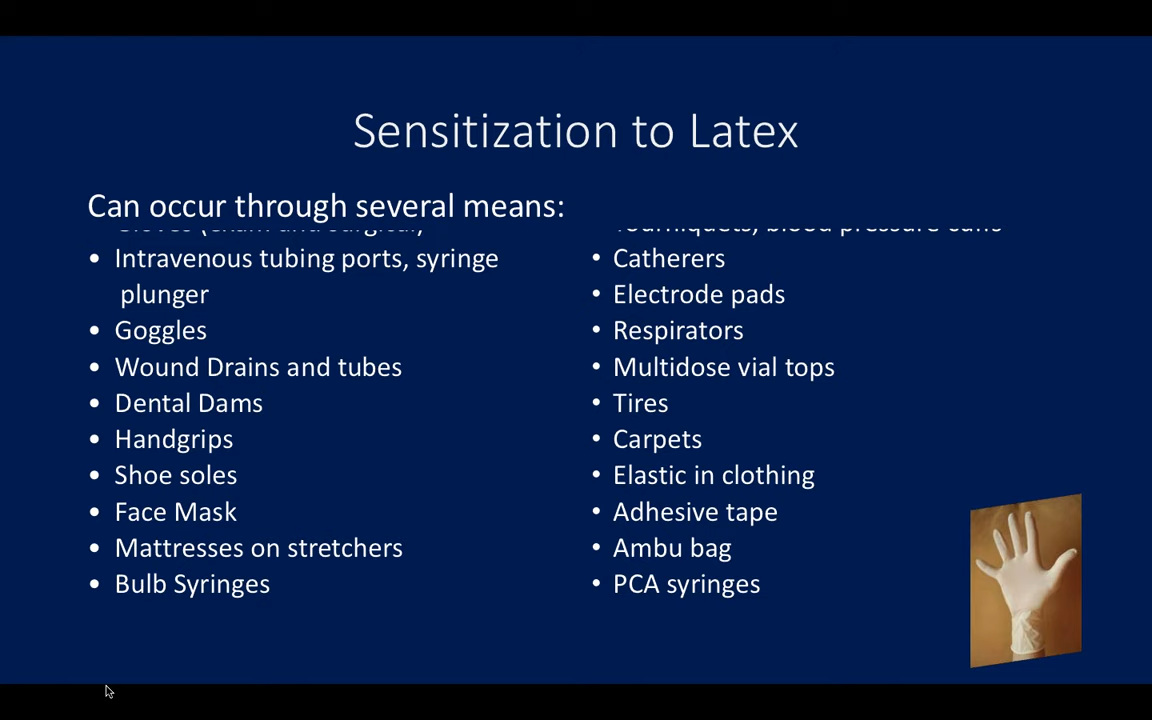 Sensitization to Latex
Can occur through several means:
Gloves (exam and surgical)
• Intravenous tubing ports, syringe
plunger
• Goggles
• Wound Drains and tubes
• Dental Dams
• Handgrips
• Shoe soles
• Face Mask
• Mattresses on stretchers
• Bulb Syringes
Tourniquets, blood pressure cuffs
• Catherers
• Electrode pads
• Respirators
• Multidose vial tops
• Tires
• Carpets
• Elastic in clothing
• Adhesive tape
• Ambu bag
• PCA syringes